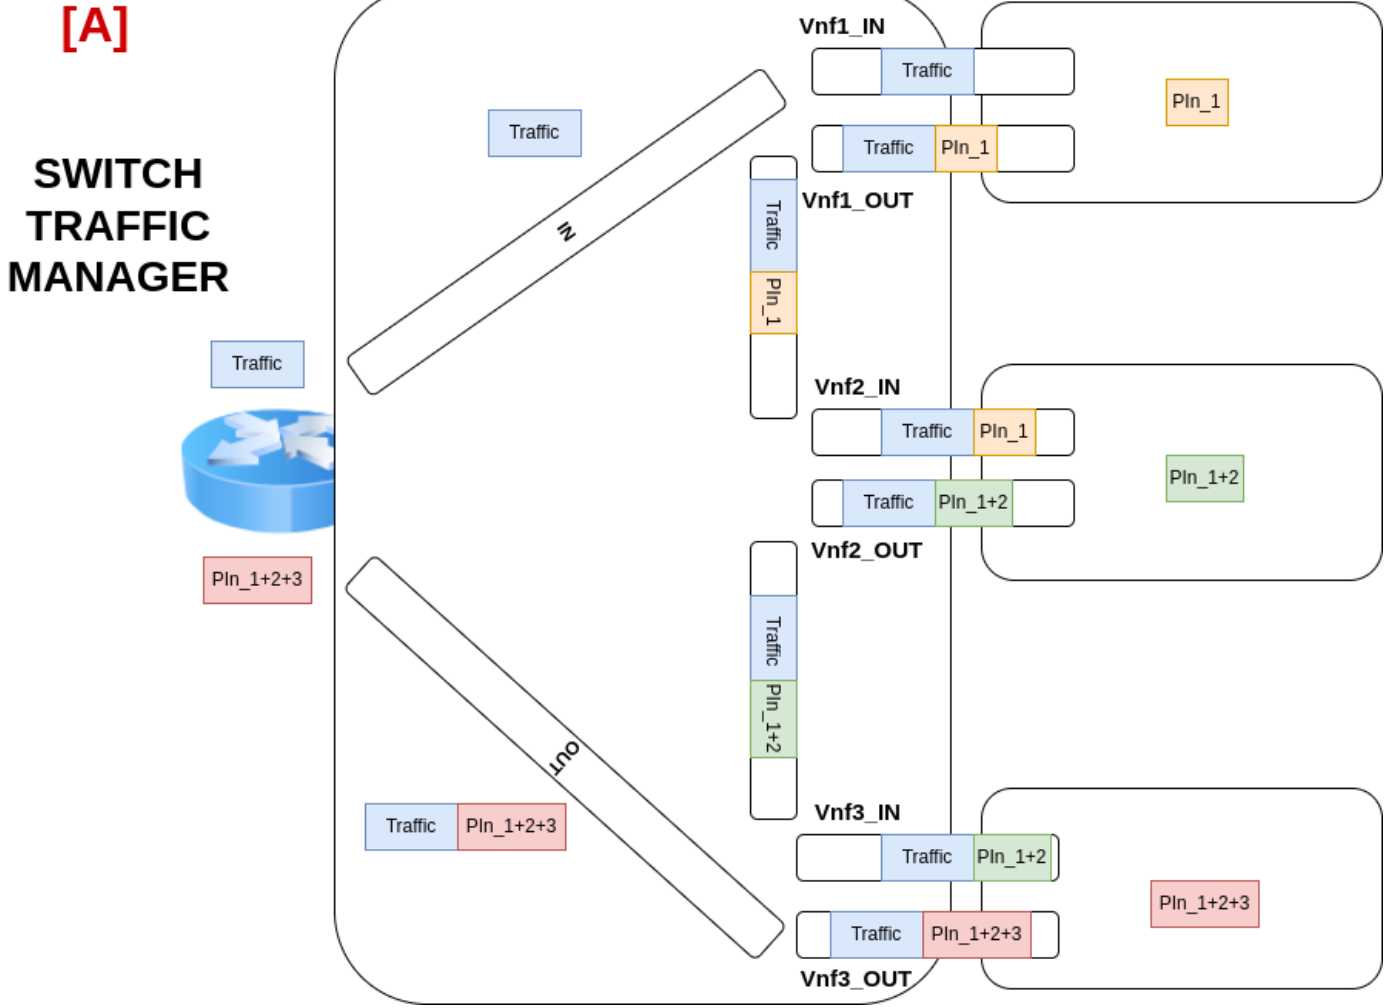 [A]
Vnf1_IN
Traffic
PIn_1
Traffic
Traffic PIn_1
SWITCH
TRAFFIC
MANAGER
Vnf1_OUT
Traffic
PIn_1
IN
Traffic
Vnf2_IN
Traffic PIn_1
PIn_1+2
Traffic PIn_1+2
Vnf2_OUT
PIn_1+2+3
Traffic
PIn_1+2
OUT
Vnf3_IN
Traffic PIn_1+2+3
Traffic PIn_1+2
PIn_1+2+3
Traffic PIn_1+2+3
Vnf3_OUT